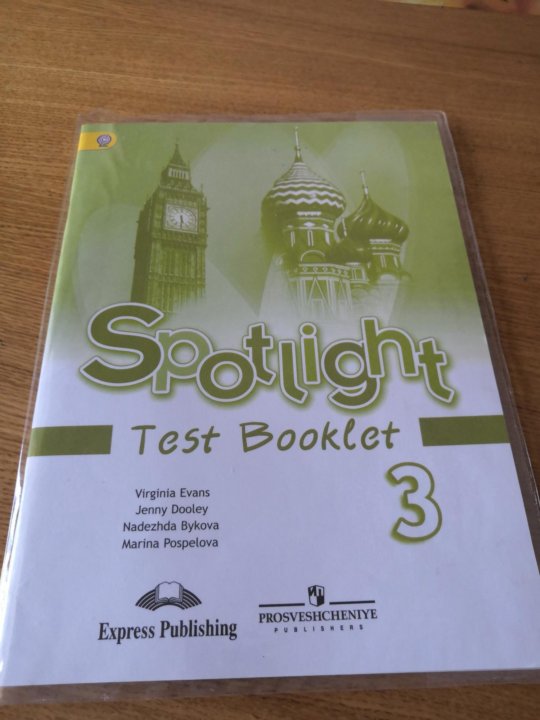 Spotlight
Test Booklet
3
Virginia Evans
Jenny Dooley
Nadezhda Bykova
Marina Pospelova
Express Publishing
PROSVESHCHENIYE
PUBLISHERS